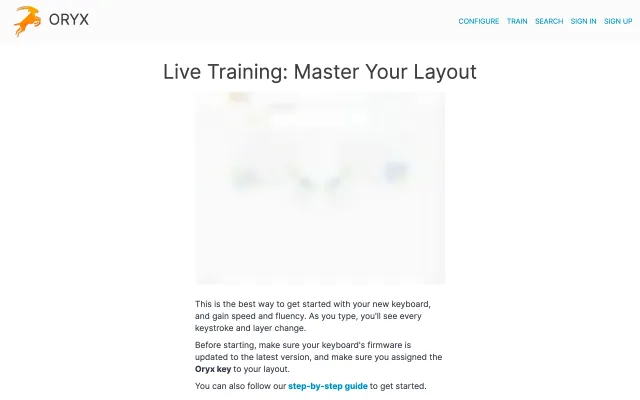 ORYX
CONFIGURE TRAIN SEARCH SIGN IN SIGN UP
Live Training: Master Your Layout
This is the best way to get started with your new keyboard,
and gain speed and fluency. As you type, you'll see every
keystroke and layer change.
Before starting, make sure your keyboard's firmware is
updated to the latest version, and make sure you assigned the
Oryx key to your layout.
You can also follow our step-by-step guide to get started.